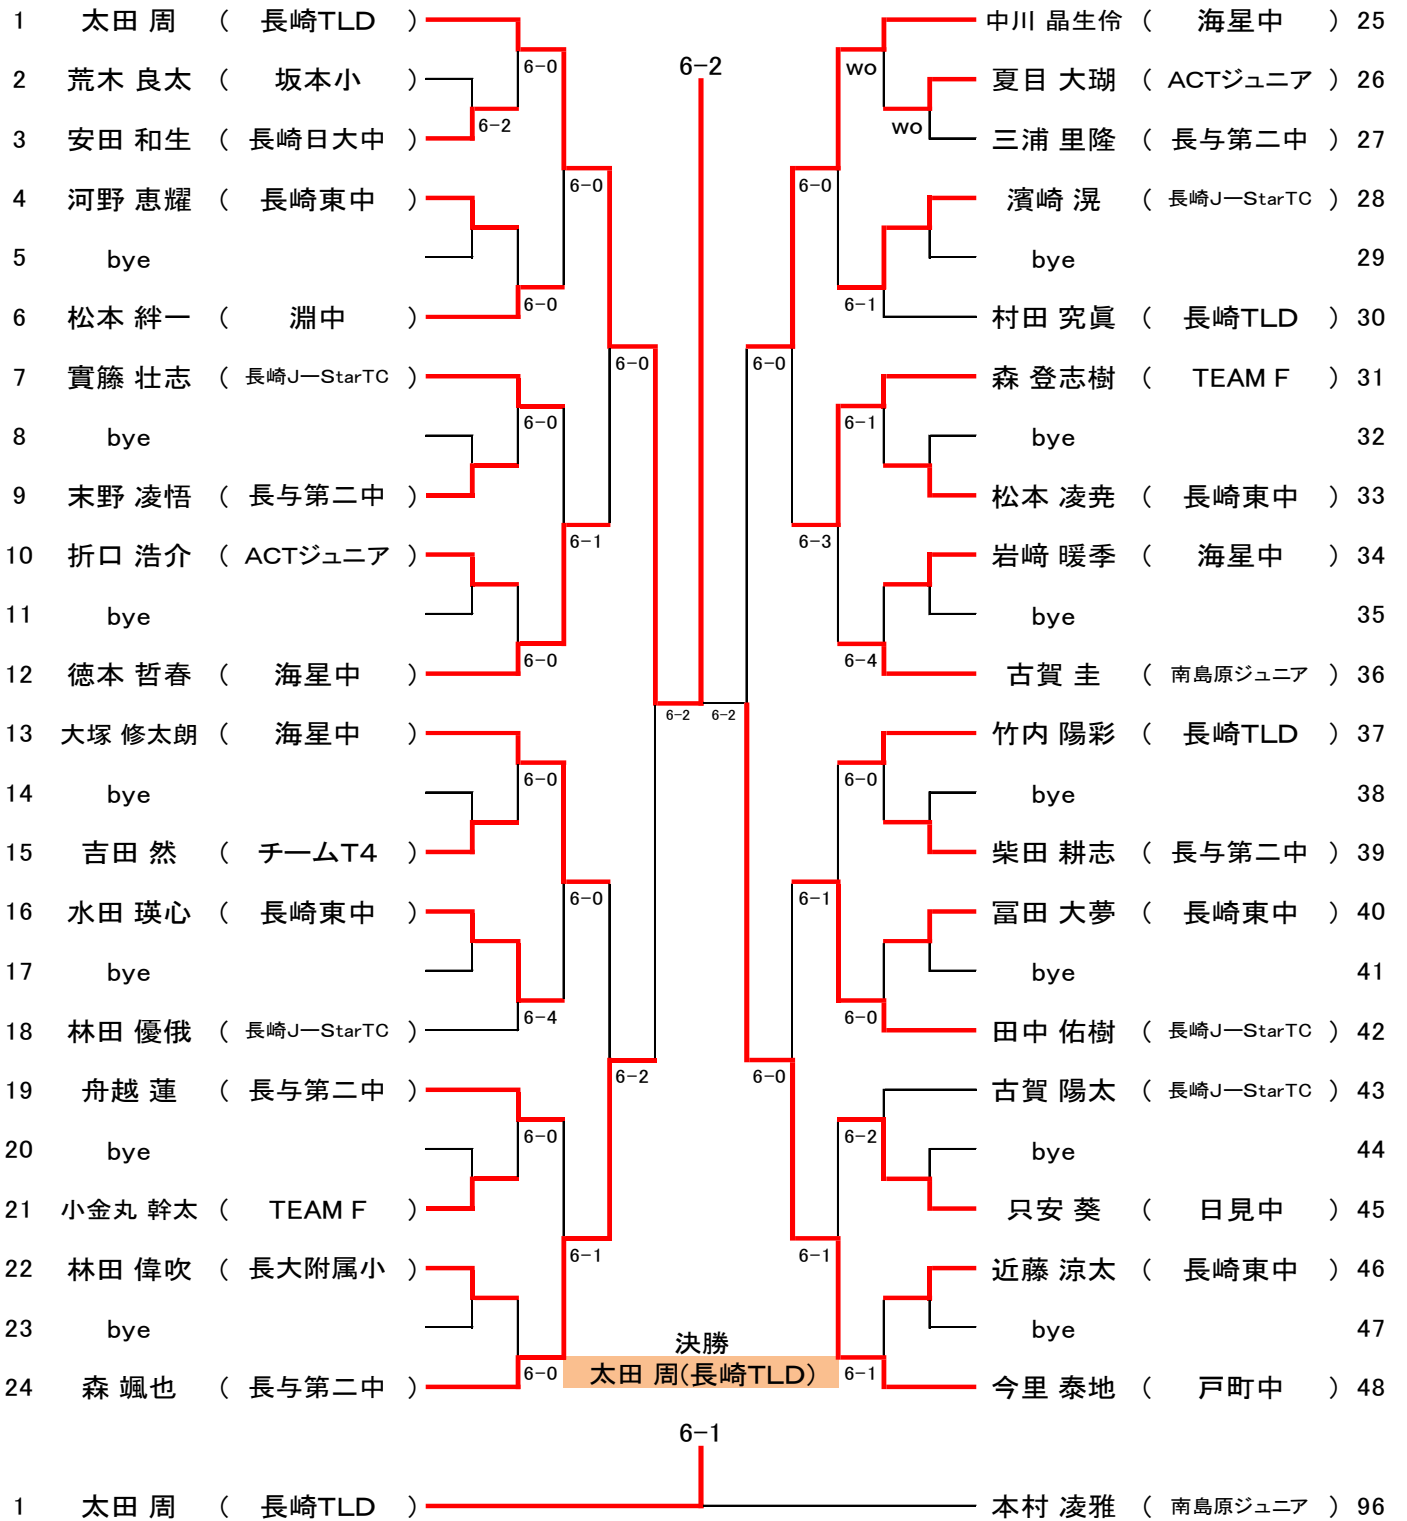 1 太田 周 ( 長崎TLD )
2 荒木 良太 ( 坂本小 )
3 安田 和生 ( 長崎日大中 )
4 河野 恵耀 ( 長崎東中 )
5 bye
6 松本 絆一 ( 淵中 )
7 實藤 壮志 ( 長崎J-StarTC )
8 bye
9 末野 凌悟 ( 長与第二中 )
10 折口 浩介 ( ACTジュニア )
11 bye
12 徳本 哲春 ( 海星中 )
13 大塚 修太朗 ( 海星中 )
14 bye
15 吉田 然 ( チームT4 )
16 水田 瑛心 ( 長崎東中 )
17 bye
18 林田 優俄 ( 長崎J-StarTC )
19 舟越 蓮 ( 長与第二中 )
20 bye
21 小金丸 幹太 ( TEAM F )
22 林田 偉吹 ( 長大附属小 )
23 bye
24 森 颯也 ( 長与第二中 )
6-0
6-2
6-0
6-0
6-0
6-0
6-1
6-0
6-0
6-0
6-4
6-2
6-0
6-1
6-0
6-2
6-2
6-2
wo
wo
6-0
6-1
6-0
6-1
6-3
6-4
6-0
6-1
6-0
6-0
6-2
6-1
6-1
中川 晶生伶 ( 海星中 ) 25
夏目 大瑚 ( ACTジュニア ) 26
三浦 里隆 ( 長与第二中 ) 27
濱崎 滉 ( 長崎J-StarTC ) 28
bye 29
村田 究眞 ( 長崎TLD ) 30
森 登志樹 ( TEAM F ) 31
bye 32
松本 凌尭 ( 長崎東中 ) 33
岩﨑 暖季 ( 海星中 ) 34
bye 35
古賀 圭 ( 南島原ジュニア ) 36
竹内 陽彩 ( 長崎TLD ) 37
bye 38
柴田 耕志 ( 長与第二中 ) 39
冨田 大夢 ( 長崎東中 ) 40
bye 41
田中 佑樹 ( 長崎J-StarTC ) 42
古賀 陽太 ( 長崎J-StarTC ) 43
bye 44
只安 葵 ( 日見中 ) 45
近藤 涼太 ( 長崎東中 ) 46
bye 47
今里 泰地 ( 戸町中 ) 48
決勝
太田 周(長崎TLD)
6-1
1 太田 周 ( 長崎TLD )
本村 凌雅 ( 南島原ジュニア ) 96